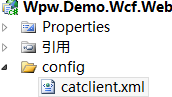 Wpw.Demo.Wcf.Web
Properties
引用
config
catclient.xml